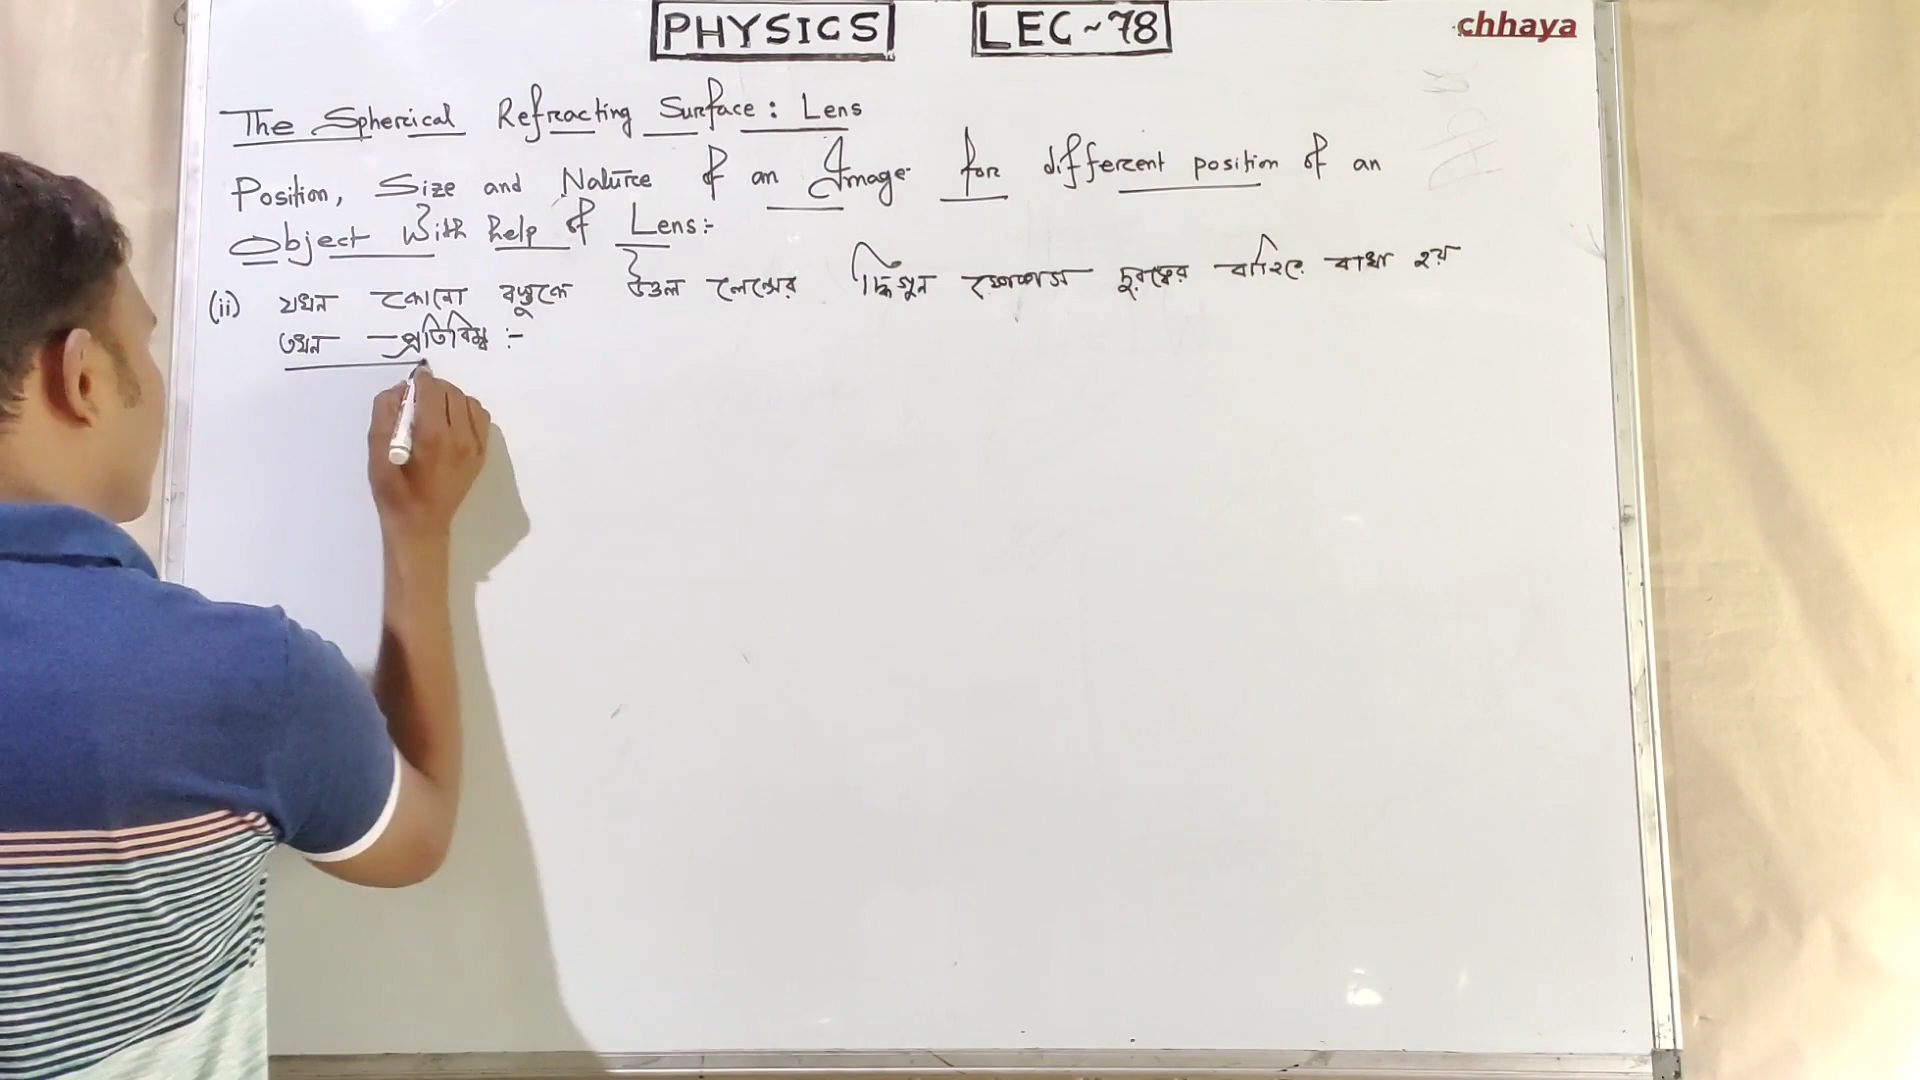 PHYSICS LEC~78
chhaya
The Spherical Refracting Surface: Lens
Position, Size and Nature of an Image for different position of an
Object With help of Lens:-
(ii) যখন কোনো বস্তুকে উত্তল লেন্সের দ্বিগুন ফোকাস দূরত্বের বাহিরে রাখা হয়
তখন প্রতিবিম্ব :-